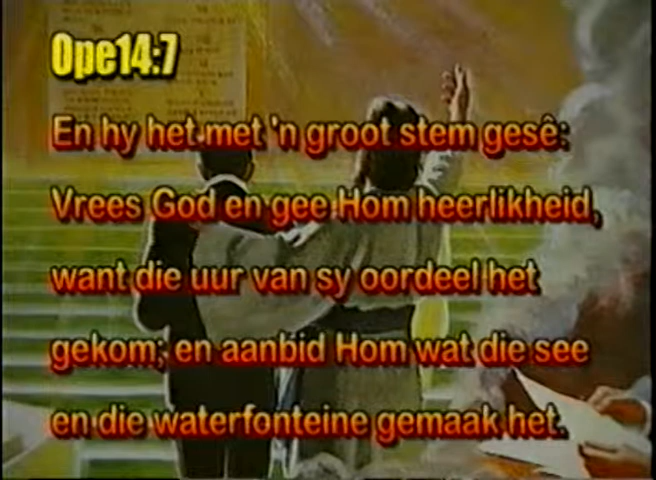 Ope14:7
En hy het met 'n groot stem gesê:
Vrees God en gee Hom heerlikheid,
want die uur van sy oordeel het
gekom; en aanbid Hom wat die see
en die waterfonteine gemaak het.